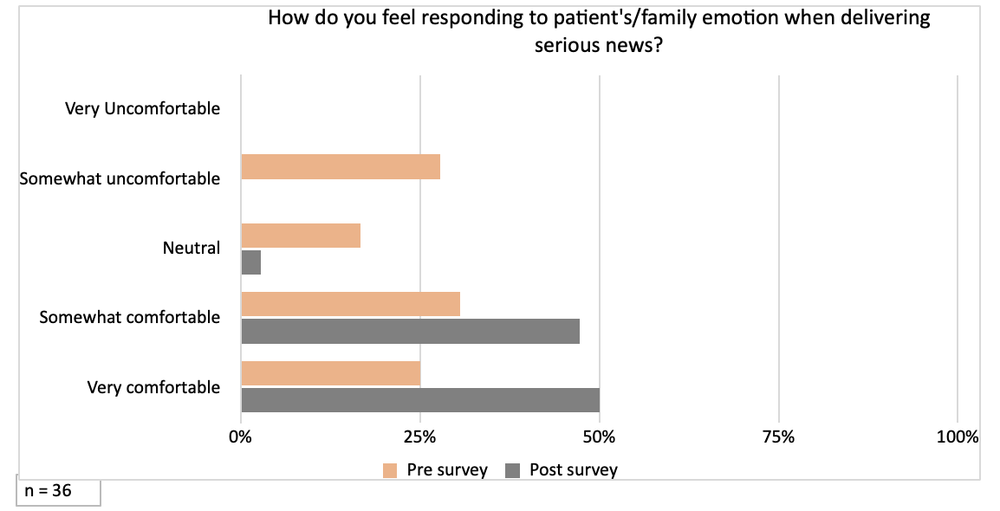 How do you feel responding to patient's/family emotion when delivering
serious news?
Very Uncomfortable
Somewhat uncomfortable
Neutral
Somewhat comfortable
Very comfortable
0% 25% 50% 75% 100%
Pre survey Post survey
n = 36